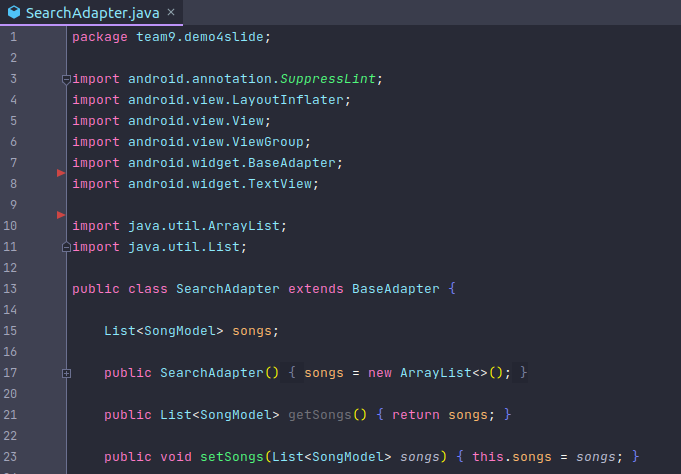 SearchAdapter.java ×
1 package team9.demo4slide;
2
3 import android.annotation.SuppressLint;
4 import android.view.LayoutInflater;
5 import android.view.View;
6 import android.view.ViewGroup;
7 import android.widget.BaseAdapter;
8 import android.widget.TextView;
9
10 import java.util.ArrayList;
11 import java.util.List;
12
13 public class SearchAdapter extends BaseAdapter {
14
15 List<SongModel> songs;
16
17 public SearchAdapter() { songs = new ArrayList<>(); }
20
21 public List<SongModel> getSongs() { return songs; }
22
23 public void setSongs(List<SongModel> songs) { this.songs = songs; }